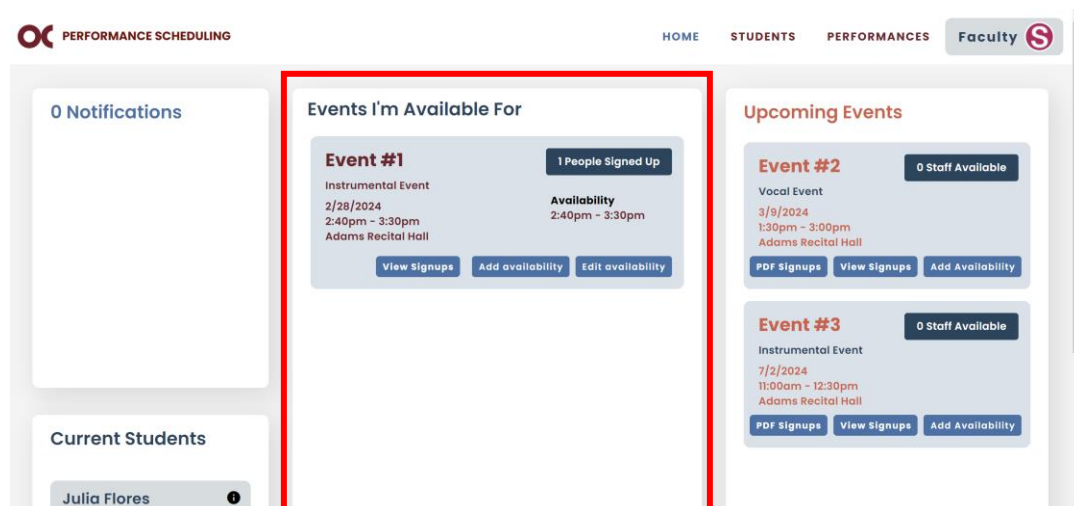 OC PERFORMANCE SCHEDULING
HOME STUDENTS PERFORMANCES Faculty S
0 Notifications
Current Students
Julia Flores
Events I'm Available For
Event #1
1 People Signed Up
Instrumental Event
2/28/2024
2:40pm - 3:30pm
Adams Recital Hall
Availability
2:40pm - 3:30pm
View Signups Add availability Edit availability
Upcoming Events
Event #2
0 Staff Available
Vocal Event
3/9/2024
1:30pm - 3:00pm
Adams Recital Hall
PDF Signups View Signups Add Availability
Event #3
0 Staff Available
Instrumental Event
7/2/2024
11:00am - 12:30pm
Adams Recital Hall
PDF Signups View Signups Add Availability